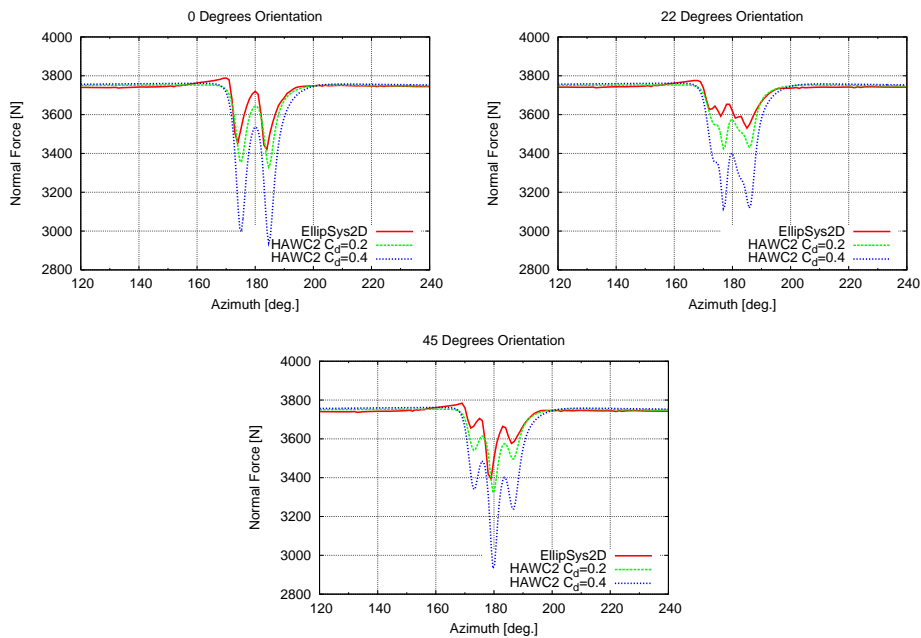 0 Degrees Orientation
4000
3800
3600
3400
3200
3000
2800
Normal Force [N]
EllipSys2D
HAWC2 Cd=0.2
HAWC2 Cd=0.4
120 140 160 180 200 220 240
Azimuth [deg.]
22 Degrees Orientation
4000
3800
3600
3400
3200
3000
2800
Normal Force [N]
EllipSys2D
HAWC2 Cd=0.2
HAWC2 Cd=0.4
120 140 160 180 200 220 240
Azimuth [deg.]
45 Degrees Orientation
4000
3800
3600
3400
3200
3000
2800
Normal Force [N]
EllipSys2D
HAWC2 Cd=0.2
HAWC2 Cd=0.4
120 140 160 180 200 220 240
Azimuth [deg.]